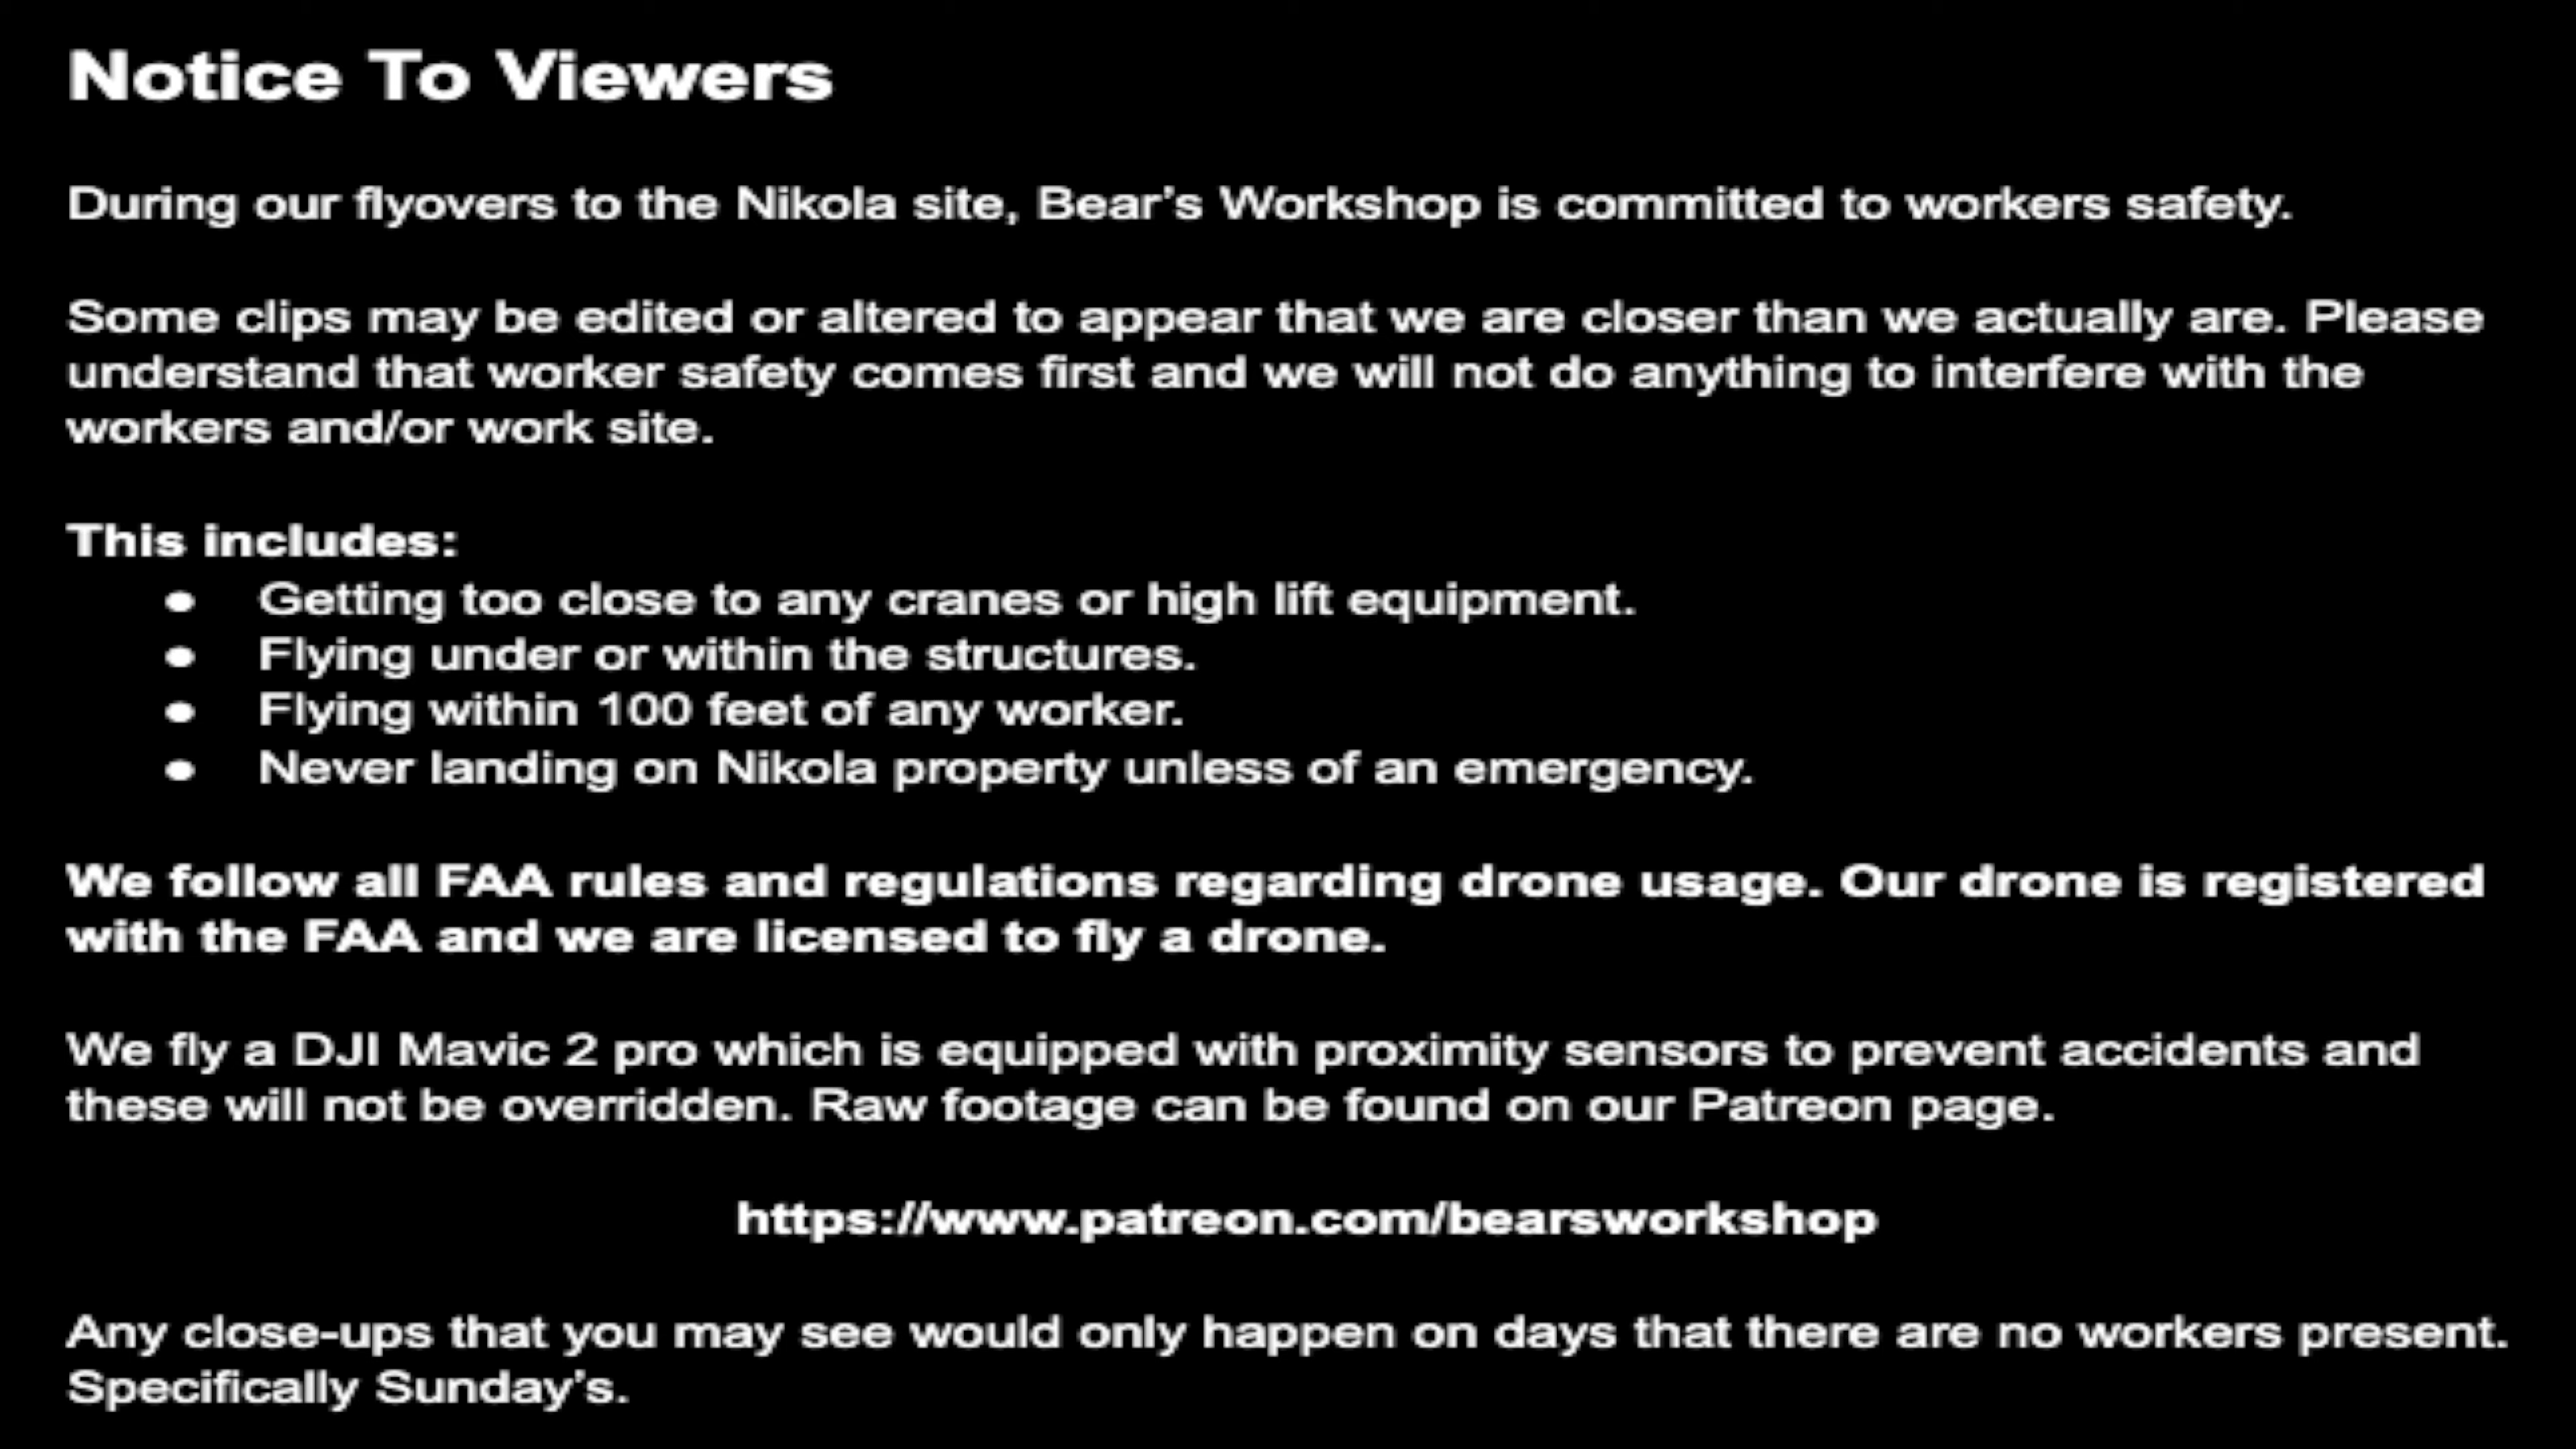 Notice To Viewers
During our flyovers to the Nikola site, Bear's Workshop is committed to workers safety.
Some clips may be edited or altered to appear that we are closer than we actually are. Please
understand that worker safety comes first and we will not do anything to interfere with the
workers and/or work site.
This includes:
● Getting too close to any cranes or high lift equipment.
● Flying under or within the structures.
● Flying within 100 feet of any worker.
● Never landing on Nikola property unless of an emergency.
We follow all FAA rules and regulations regarding drone usage. Our drone is registered
with the FAA and we are licensed to fly a drone.
We fly a DJI Mavic 2 pro which is equipped with proximity sensors to prevent accidents and
these will not be overridden. Raw footage can be found on our Patreon page.
https://www.patreon.com/bearsworkshop
Any close-ups that you may see would only happen on days that there are no workers present.
Specifically Sunday's.